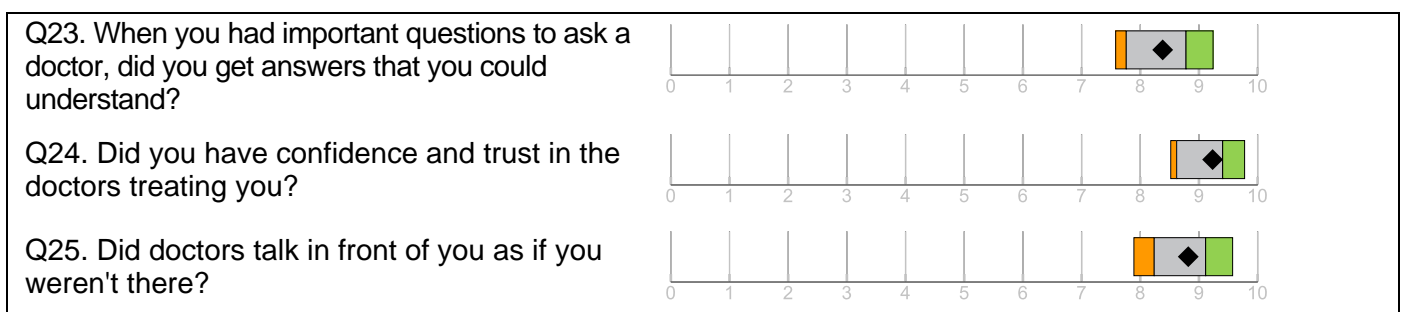 Q23. When you had important questions to ask a
doctor, did you get answers that you could
understand?
0 1 2 3 4 5 6 7 8 9 10
Q24. Did you have confidence and trust in the
doctors treating you?
0 1 2 3 4 5 6 7 8 9 10
Q25. Did doctors talk in front of you as if you
weren't there?
0 1 2 3 4 5 6 7 8 9 10